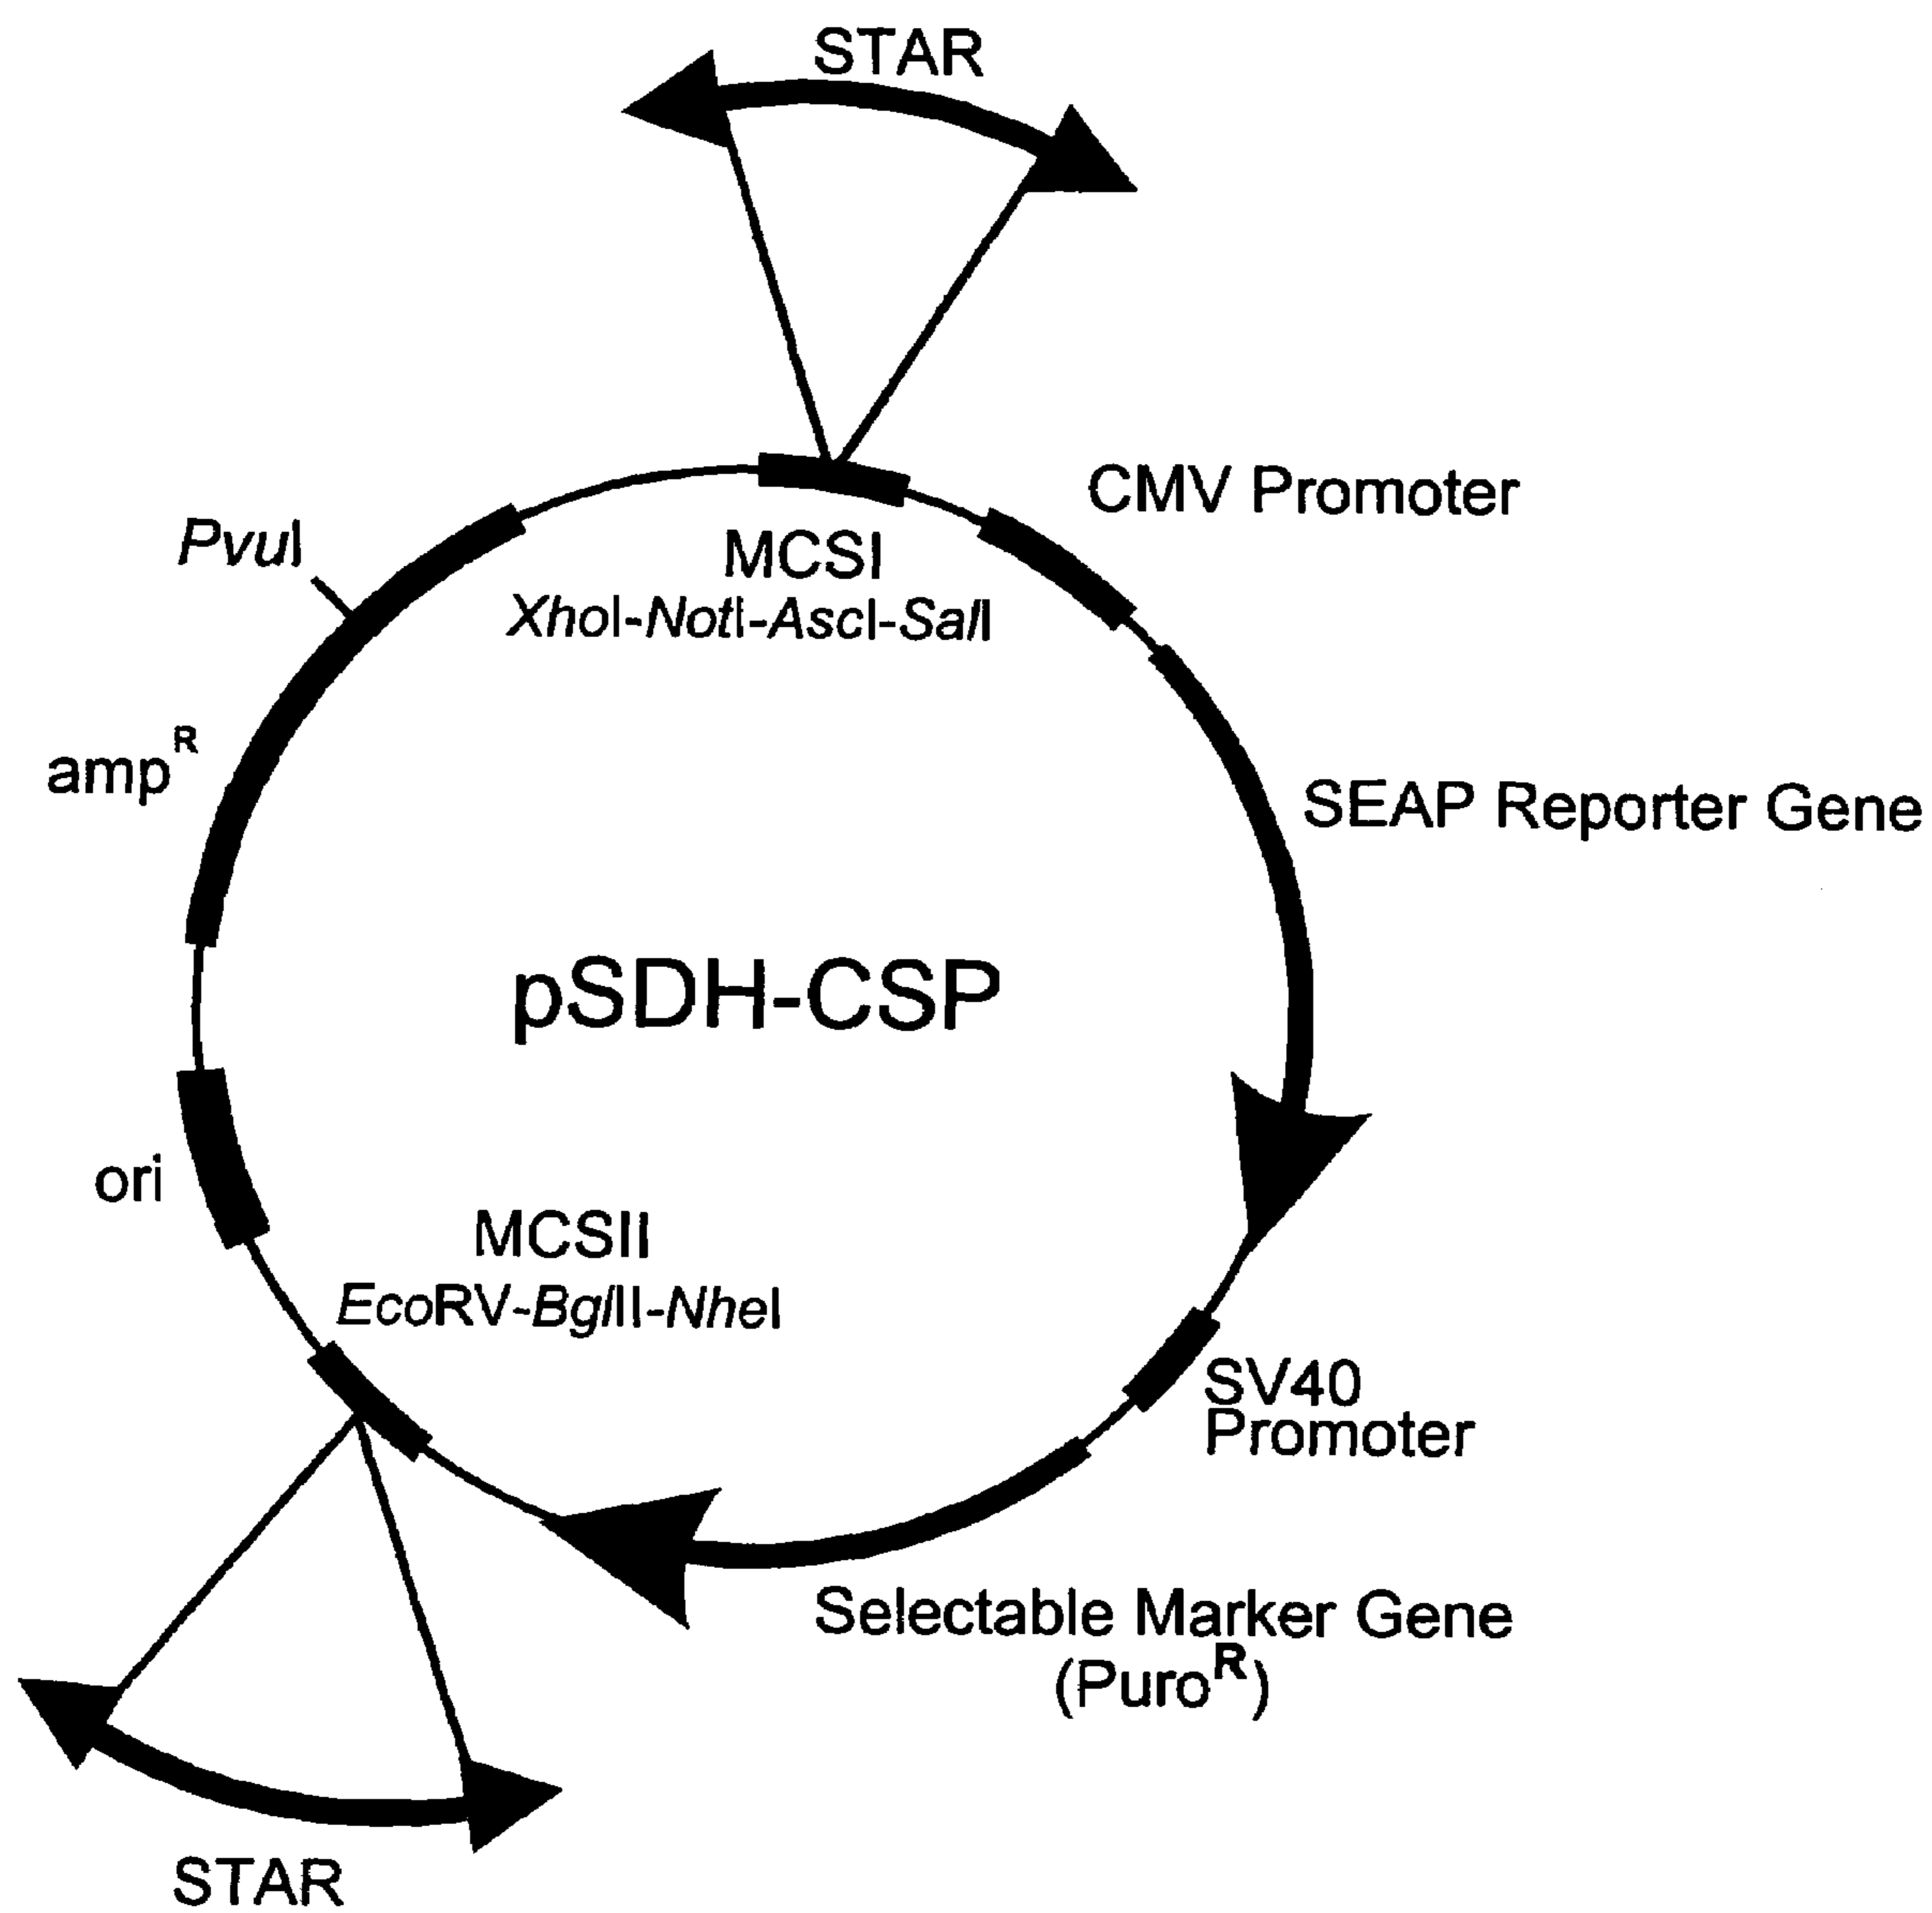 STAR
CMV Promoter
PvuI
MCSI
XhoI-NotI-AscI-SalI
ampR
SEAP Reporter Gene
pSDH-CSP
ori
MCSII
EcoRV-BglII-NheI
SV40
Promoter
Selectable Marker Gene
(PuroR)
STAR